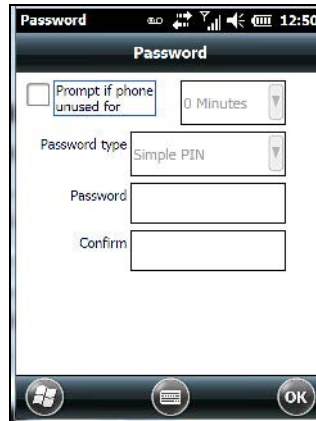 Password 12:50
Password
Prompt if phone
unused for
0 Minutes
Password type
Simple PIN
Password
Confirm
OK